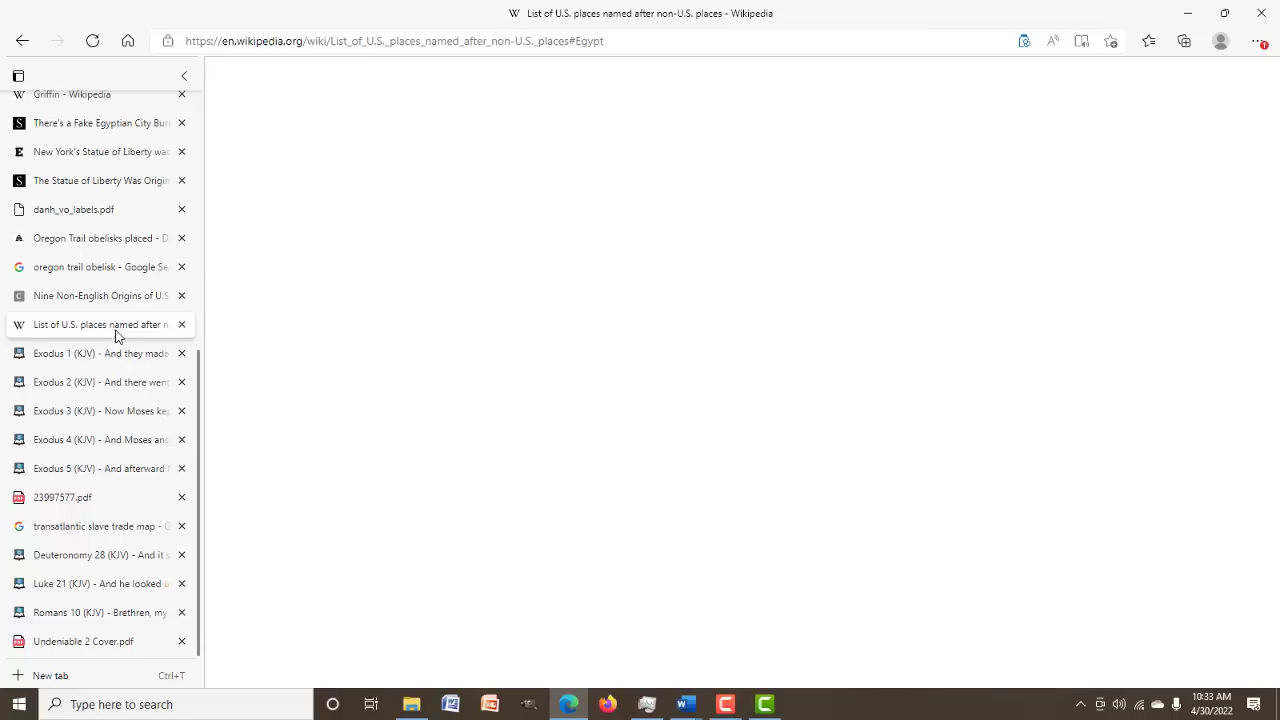 List of U.S. places named after non-U.S. places - Wikipedia
https://en.wikipedia.org/wiki/List_of_U.S._places_named_after_non-U.S._places#Egypt
Griffin - Wikipedia
There's a Fake Egyptian City Bur
New York's Statue of Liberty was
The Statue of Liberty Was Origin
danh_vo_labels.pdf
Oregon Trail obelisks placed - D
oregon trail obelisk - Google Se
Nine Non-English Origins of U.S
List of U.S. places named after n
Exodus 1 (KJV) - And they made
Exodus 2 (KJV) - And there went
Exodus 3 (KJV) - Now Moses kep
Exodus 4 (KJV) - And Moses ans
Exodus 5 (KJV) - And afterward
23997577.pdf
transatlantic slave trade map - G
Deuteronomy 28 (KJV) - And it s
Luke 21 (KJV) - And he looked u
Romans 10 (KJV) - Brethren, my
Undeniable 2 Cover.pdf
New tab Ctrl+T
Type here to search
10:33 AM
4/30/2022